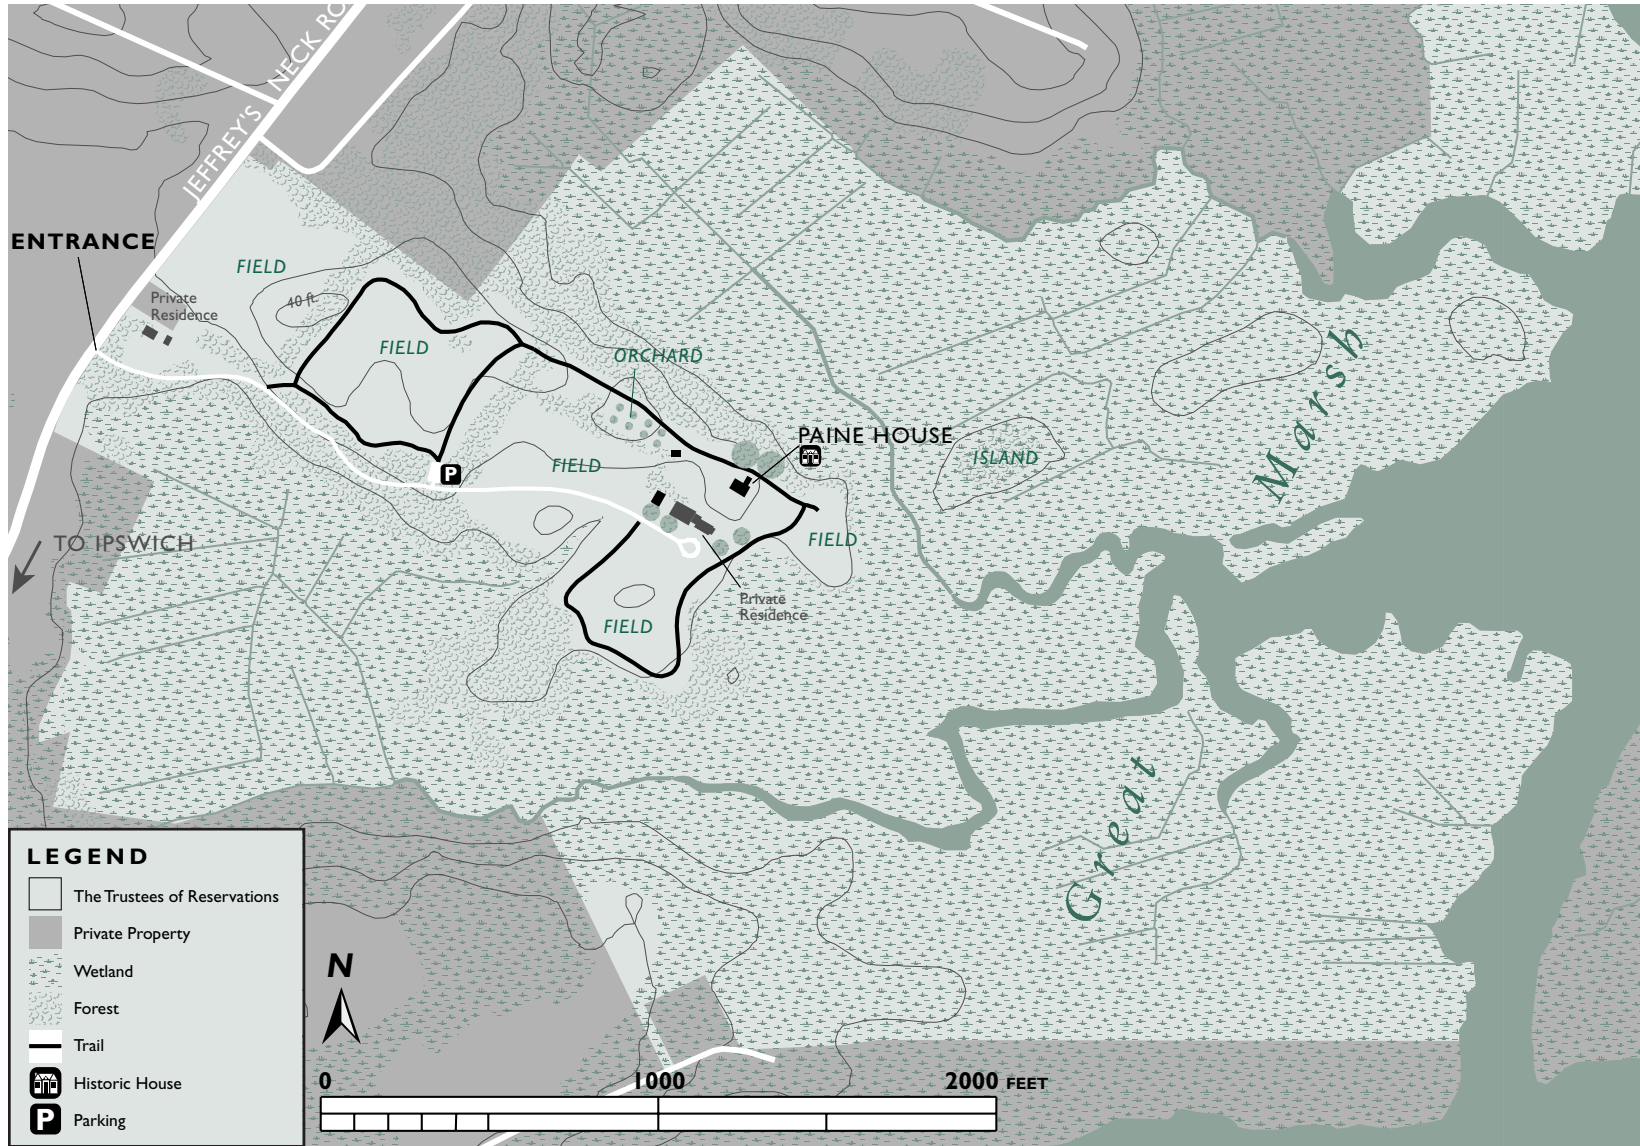 JEFFREY'S NECK RO
ENTRANCE
FIELD
40 ft.
Private
Residence
FIELD
ORCHARD
PAINE HOUSE
FIELD
ISLAND
P
TO IPSWICH
FIELD
Private
Residence
FIELD
Great Marsh
LEGEND
The Trustees of Reservations
Private Property
Wetland
Forest
Trail
Historic House
P Parking
N
0 1000 2000 FEET